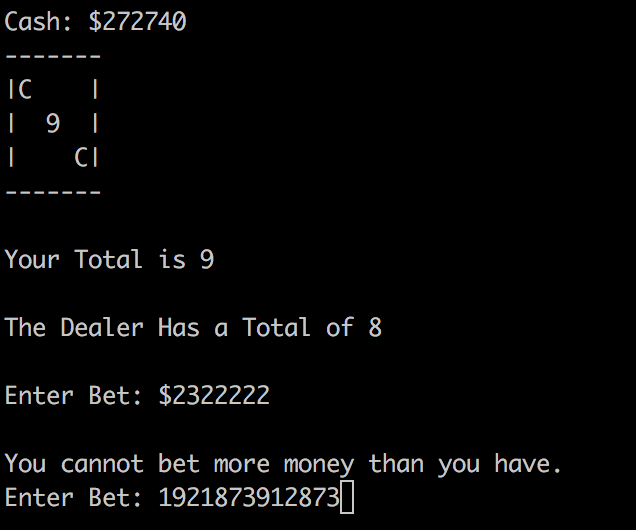 Cash: $272740
-------
|C    |
|  9  |
|    C|
-------
Your Total is 9
The Dealer Has a Total of 8
Enter Bet: $2322222
You cannot bet more money than you have.
Enter Bet: 1921873912873